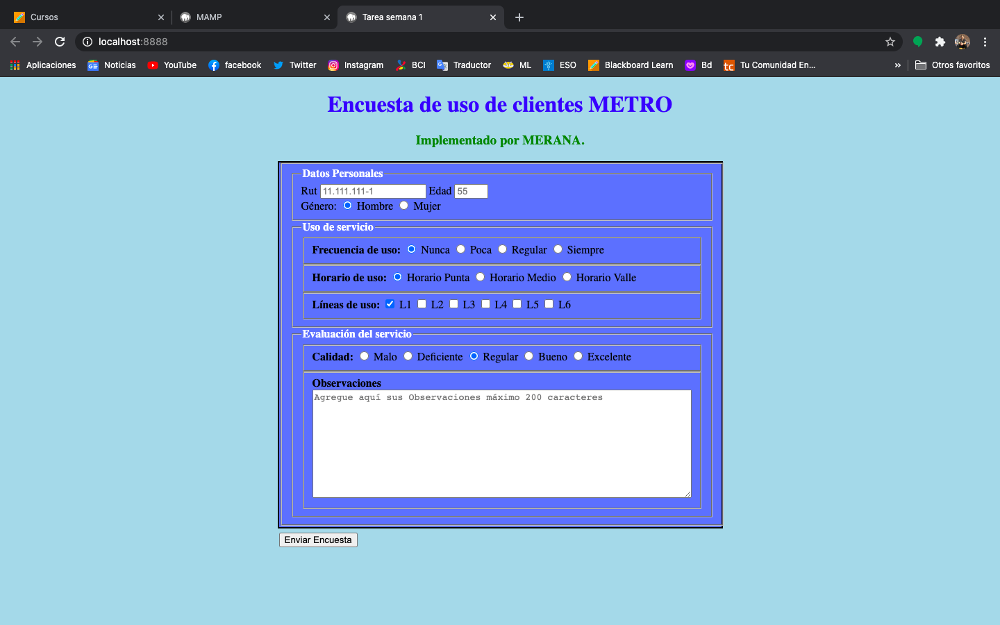 Cursos
MAMP
Tarea semana 1
localhost:8888
Aplicaciones Noticias YouTube facebook Twitter Instagram BCI Traductor ML ESO Blackboard Learn Bd Tu Comunidad En... » Otros favoritos
Encuesta de uso de clientes METRO
Implementado por MERANA.
Datos Personales
Rut 11.111.111-1 Edad 55
Género: Hombre Mujer
Uso de servicio
Frecuencia de uso: Nunca Poca Regular Siempre
Horario de uso: Horario Punta Horario Medio Horario Valle
Líneas de uso: L1 L2 L3 L4 L5 L6
Evaluación del servicio
Calidad: Malo Deficiente Regular Bueno Excelente
Observaciones
Agregue aquí sus Observaciones máximo 200 caracteres
Enviar Encuesta